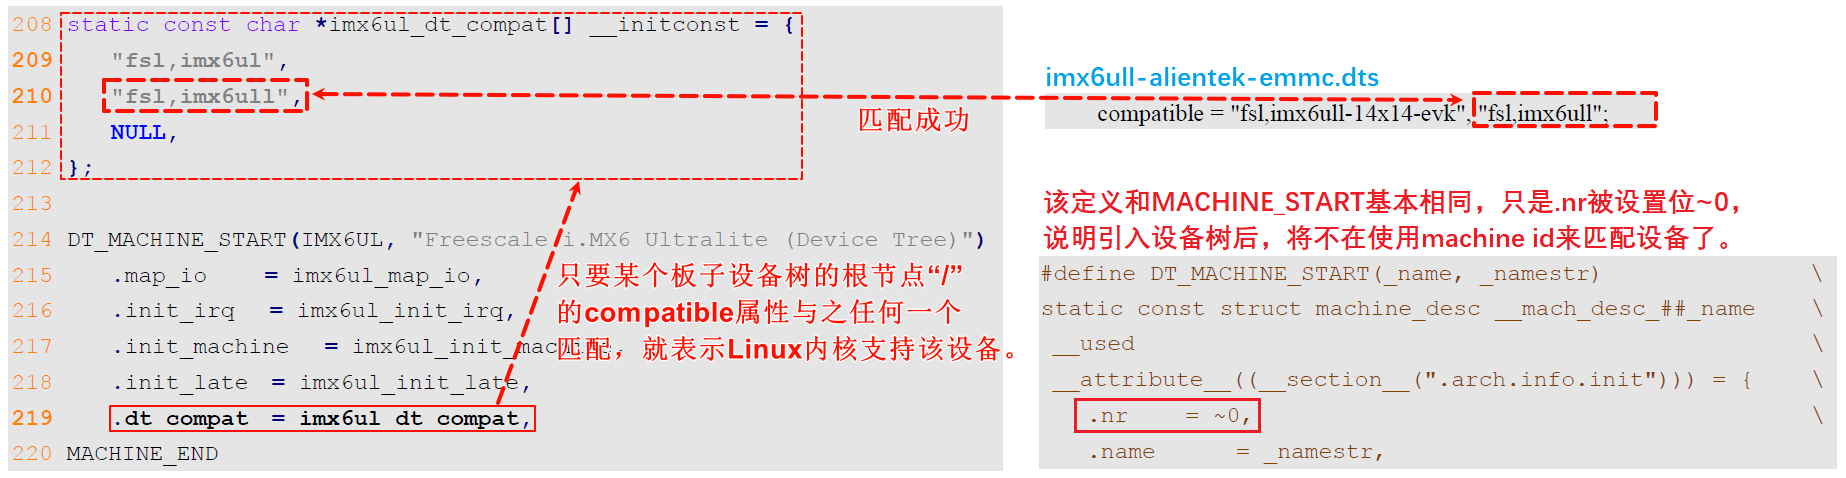 208 static const char *imx6ul_dt_compat[] __initconst = {
209 "fsl,imx6ul",
210 "fsl,imx6ull",
211 NULL,
212 };
213
214 DT_MACHINE_START(IMX6UL, "Freescale i.MX6 Ultralite (Device Tree)")
215 .map_io = imx6ul_map_io,
216 .init_irq = imx6ul_init_irq,
217 .init_machine = imx6ul_init_mac
218 .init_late = imx6ul_init_late,
219 .dt_compat = imx6ul_dt_compat,
220 MACHINE_END
匹配成功
只要某个板子设备树的根节点“/”
的compatible属性与之任何一个
匹配，就表示Linux内核支持该设备。
imx6ull-alientek-emmc.dts
compatible = "fsl,imx6ull-14x14-evk", "fsl,imx6ull";
该定义和MACHINE_START基本相同，只是.nr被设置位~0，
说明引入设备树后，将不在使用machine id来匹配设备了。
#define DT_MACHINE_START(_name, _namestr) \
static const struct machine_desc __mach_desc_##_name \
__used \
__attribute__((__section__(".arch.info.init"))) = { \
.nr = ~0, \
.name = _namestr,